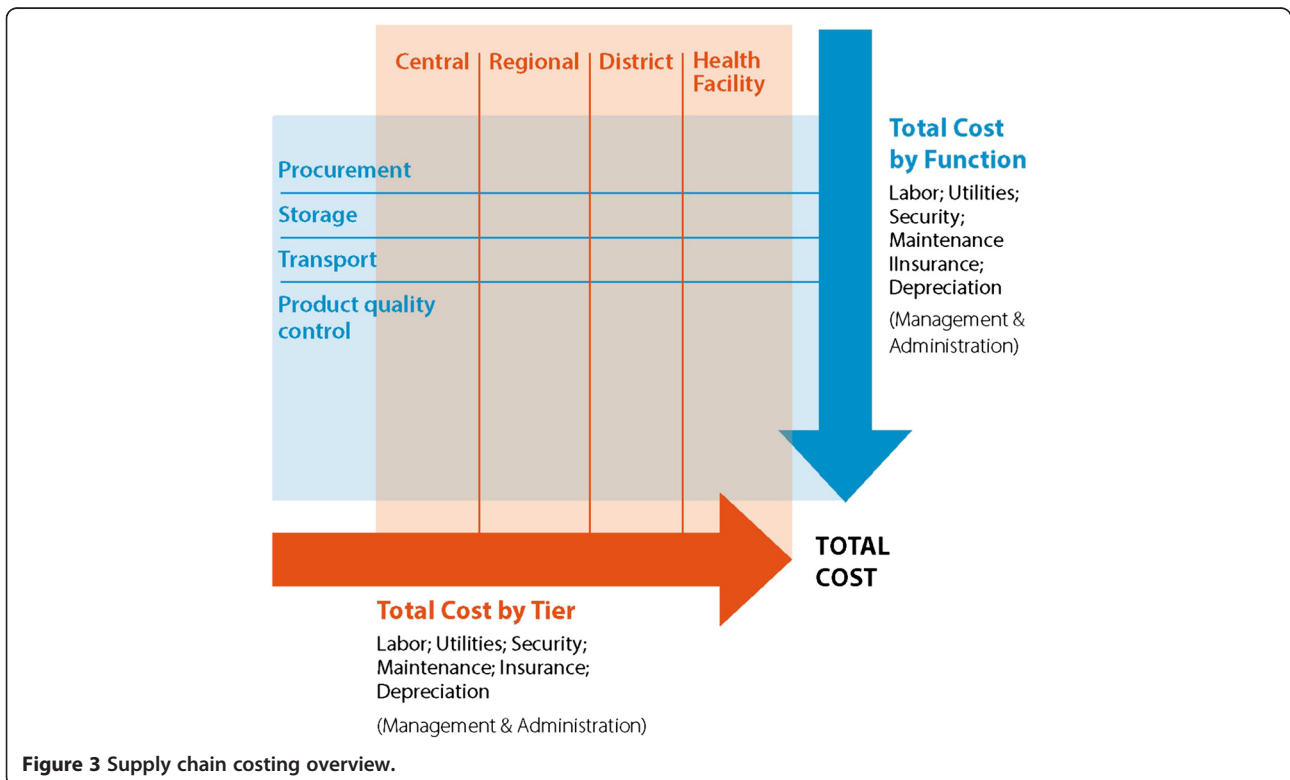 Central
Regional
District
Health
Facility
Procurement
Storage
Transport
Product quality
control
Total Cost
by Function
Labor; Utilities;
Security;
Maintenance
IInsurance;
Depreciation
(Management &
Administration)
TOTAL
COST
Total Cost by Tier
Labor; Utilities; Security;
Maintenance; Insurance;
Depreciation
(Management & Administration)
Figure 3 Supply chain costing overview.